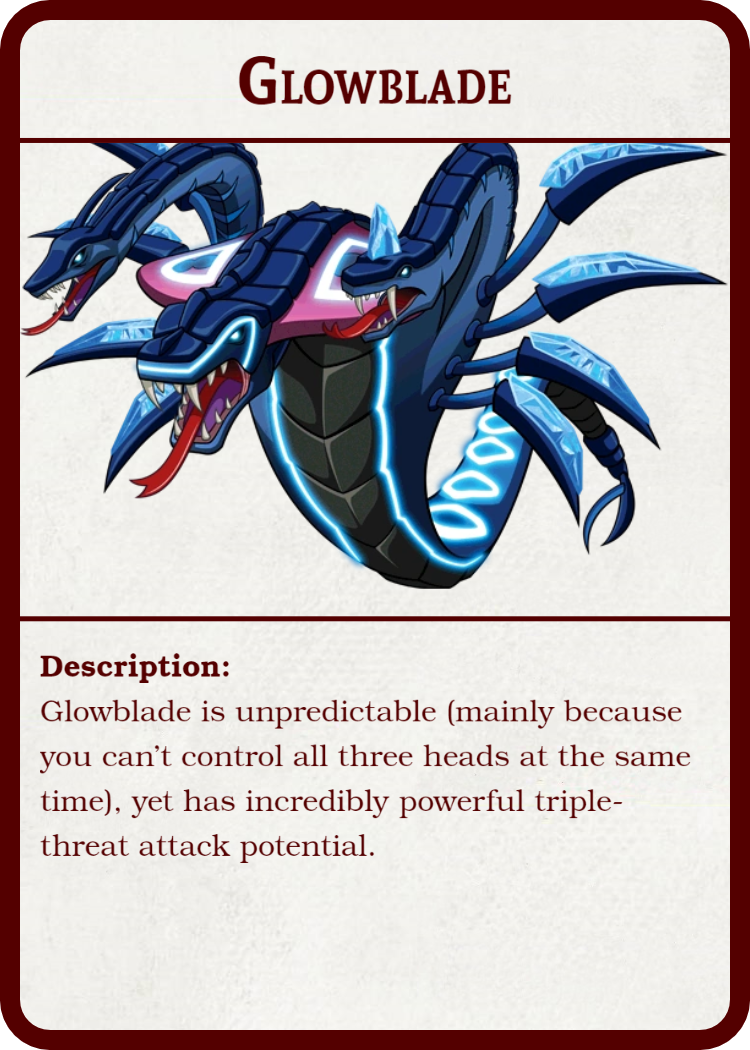 Glowblade
Description:
Glowblade is unpredictable (mainly because
you can't control all three heads at the same
time), yet has incredibly powerful triple-
threat attack potential.